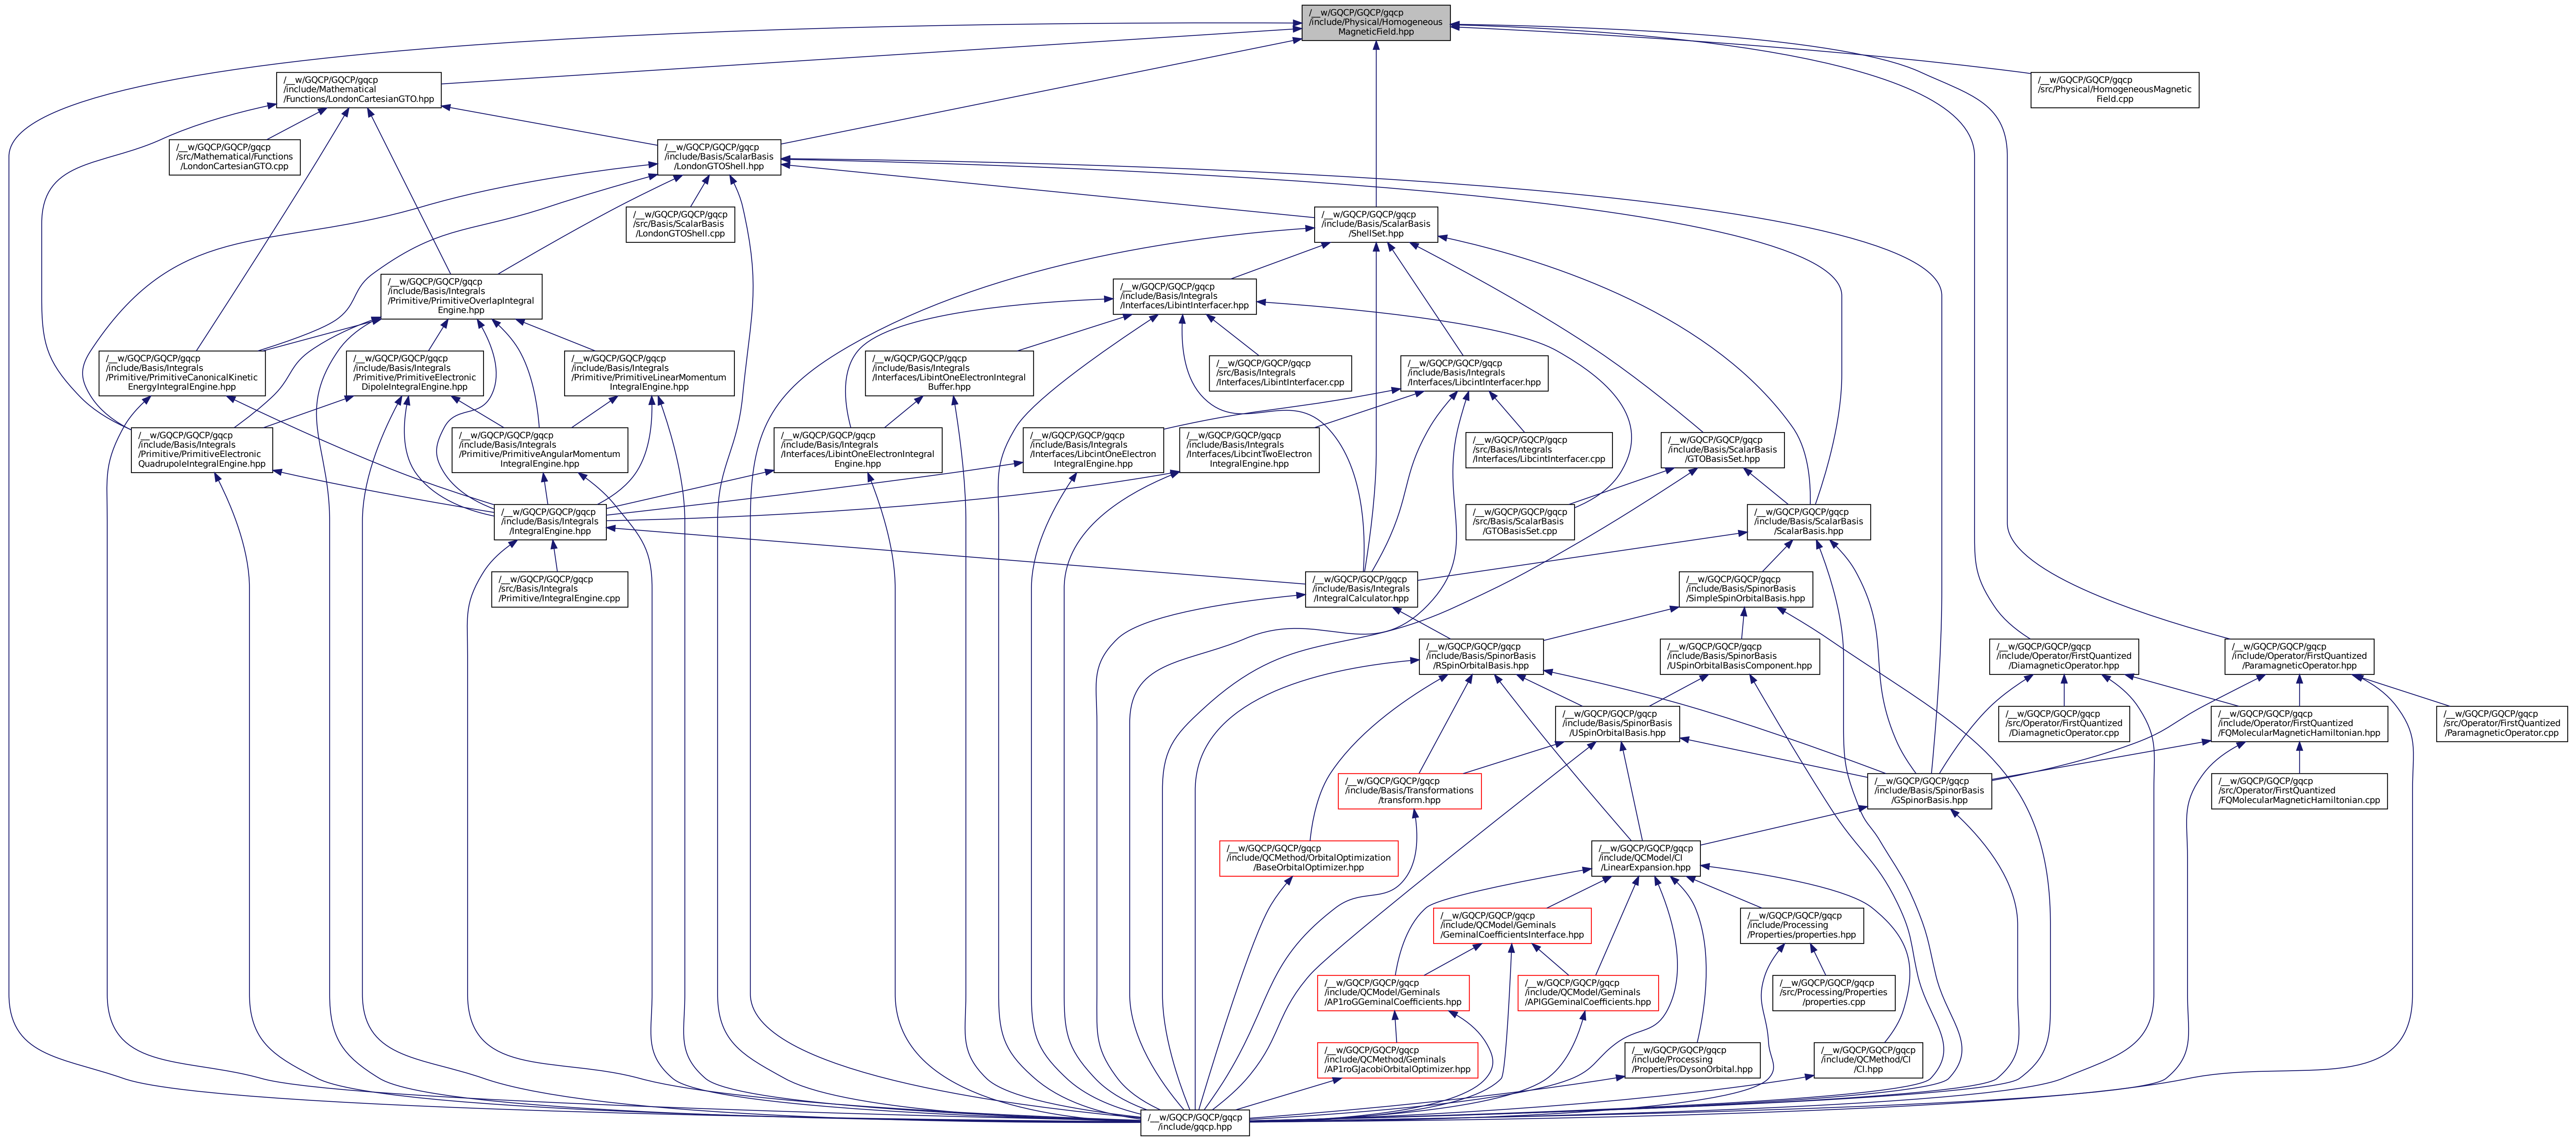 /__w/GQCP/GQCP/gqcp
/include/Physical/Homogeneous
MagneticField.hpp
/__w/GQCP/GQCP/gqcp
/include/Mathematical
/Functions/LondonCartesianGTO.hpp
/__w/GQCP/GQCP/gqcp
/src/Physical/HomogeneousMagnetic
Field.cpp
/__w/GQCP/GQCP/gqcp
/src/Mathematical/Functions
/LondonCartesianGTO.cpp
/__w/GQCP/GQCP/gqcp
/include/Basis/ScalarBasis
/LondonGTOShell.hpp
/__w/GQCP/GQCP/gqcp
/src/Basis/ScalarBasis
/LondonGTOShell.cpp
/__w/GQCP/GQCP/gqcp
/include/Basis/ScalarBasis
/ShellSet.hpp
/__w/GQCP/GQCP/gqcp
/include/Basis/Integrals
/Primitive/PrimitiveOverlapIntegral
Engine.hpp
/__w/GQCP/GQCP/gqcp
/include/Basis/Integrals
/Interfaces/LibintInterfacer.hpp
/__w/GQCP/GQCP/gqcp
/include/Basis/Integrals
/Primitive/PrimitiveCanonicalKinetic
EnergyIntegralEngine.hpp
/__w/GQCP/GQCP/gqcp
/include/Basis/Integrals
/Primitive/PrimitiveElectronic
DipoleIntegralEngine.hpp
/__w/GQCP/GQCP/gqcp
/include/Basis/Integrals
/Primitive/PrimitiveLinearMomentum
IntegralEngine.hpp
/__w/GQCP/GQCP/gqcp
/include/Basis/Integrals
/Interfaces/LibintOneElectronIntegral
Buffer.hpp
/__w/GQCP/GQCP/gqcp
/src/Basis/Integrals
/Interfaces/LibintInterfacer.cpp
/__w/GQCP/GQCP/gqcp
/include/Basis/Integrals
/Interfaces/LibcintInterfacer.hpp
/__w/GQCP/GQCP/gqcp
/include/Basis/Integrals
/Primitive/PrimitiveElectronic
QuadrupoleIntegralEngine.hpp
/__w/GQCP/GQCP/gqcp
/include/Basis/Integrals
/Primitive/PrimitiveAngularMomentum
IntegralEngine.hpp
/__w/GQCP/GQCP/gqcp
/include/Basis/Integrals
/Interfaces/LibintOneElectronIntegral
Engine.hpp
/__w/GQCP/GQCP/gqcp
/include/Basis/Integrals
/Interfaces/LibcintOneElectron
IntegralEngine.hpp
/__w/GQCP/GQCP/gqcp
/include/Basis/Integrals
/Interfaces/LibcintTwoElectron
IntegralEngine.hpp
/__w/GQCP/GQCP/gqcp
/src/Basis/Integrals
/Interfaces/LibcintInterfacer.cpp
/__w/GQCP/GQCP/gqcp
/include/Basis/ScalarBasis
/GTOBasisSet.hpp
/__w/GQCP/GQCP/gqcp
/include/Basis/Integrals
/IntegralEngine.hpp
/__w/GQCP/GQCP/gqcp
/src/Basis/ScalarBasis
/GTOBasisSet.cpp
/__w/GQCP/GQCP/gqcp
/include/Basis/ScalarBasis
/ScalarBasis.hpp
/__w/GQCP/GQCP/gqcp
/src/Basis/Integrals
/Primitive/IntegralEngine.cpp
/__w/GQCP/GQCP/gqcp
/include/Basis/Integrals
/IntegralCalculator.hpp
/__w/GQCP/GQCP/gqcp
/include/Basis/SpinorBasis
/SimpleSpinOrbitalBasis.hpp
/__w/GQCP/GQCP/gqcp
/include/Basis/SpinorBasis
/RSpinOrbitalBasis.hpp
/__w/GQCP/GQCP/gqcp
/include/Basis/SpinorBasis
/USpinOrbitalBasisComponent.hpp
/__w/GQCP/GQCP/gqcp
/include/Operator/FirstQuantized
/DiamagneticOperator.hpp
/__w/GQCP/GQCP/gqcp
/include/Operator/FirstQuantized
/ParamagneticOperator.hpp
/__w/GQCP/GQCP/gqcp
/include/Basis/SpinorBasis
/USpinOrbitalBasis.hpp
/__w/GQCP/GQCP/gqcp
/src/Operator/FirstQuantized
/DiamagneticOperator.cpp
/__w/GQCP/GQCP/gqcp
/include/Operator/FirstQuantized
/FQMolecularMagneticHamiltonian.hpp
/__w/GQCP/GQCP/gqcp
/src/Operator/FirstQuantized
/ParamagneticOperator.cpp
/__w/GQCP/GQCP/gqcp
/include/Basis/Transformations
/transform.hpp
/__w/GQCP/GQCP/gqcp
/include/Basis/SpinorBasis
/GSpinorBasis.hpp
/__w/GQCP/GQCP/gqcp
/src/Operator/FirstQuantized
/FQMolecularMagneticHamiltonian.cpp
/__w/GQCP/GQCP/gqcp
/include/QCMethod/OrbitalOptimization
/BaseOrbitalOptimizer.hpp
/__w/GQCP/GQCP/gqcp
/include/QCModel/CI
/LinearExpansion.hpp
/__w/GQCP/GQCP/gqcp
/include/QCModel/Geminals
/GeminalCoefficientsInterface.hpp
/__w/GQCP/GQCP/gqcp
/include/Processing
/Properties/properties.hpp
/__w/GQCP/GQCP/gqcp
/include/QCModel/Geminals
/AP1roGGeminalCoefficients.hpp
/__w/GQCP/GQCP/gqcp
/include/QCModel/Geminals
/APIGGeminalCoefficients.hpp
/__w/GQCP/GQCP/gqcp
/src/Processing/Properties
/properties.cpp
/__w/GQCP/GQCP/gqcp
/include/QCMethod/Geminals
/AP1roGJacobiOrbitalOptimizer.hpp
/__w/GQCP/GQCP/gqcp
/include/Processing
/Properties/DysonOrbital.hpp
/__w/GQCP/GQCP/gqcp
/include/QCMethod/CI
/CI.hpp
/__w/GQCP/GQCP/gqcp
/include/gqcp.hpp